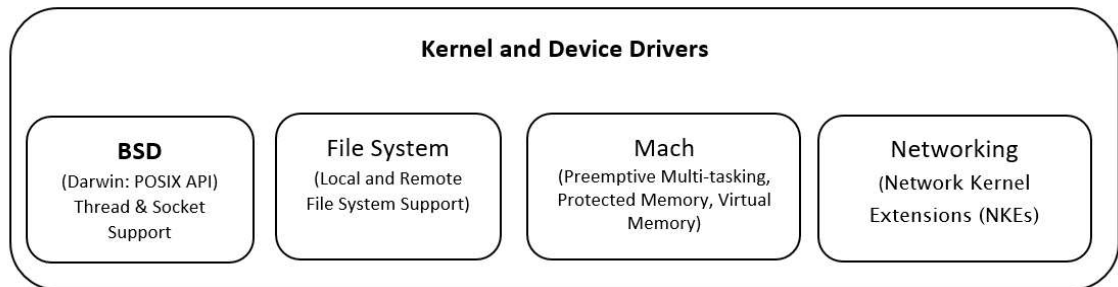 Kernel and Device Drivers
BSD
(Darwin: POSIX API)
Thread & Socket
Support
File System
(Local and Remote
File System Support)
Mach
(Preemptive Multi-tasking,
Protected Memory, Virtual
Memory)
Networking
(Network Kernel
Extensions (NKEs)